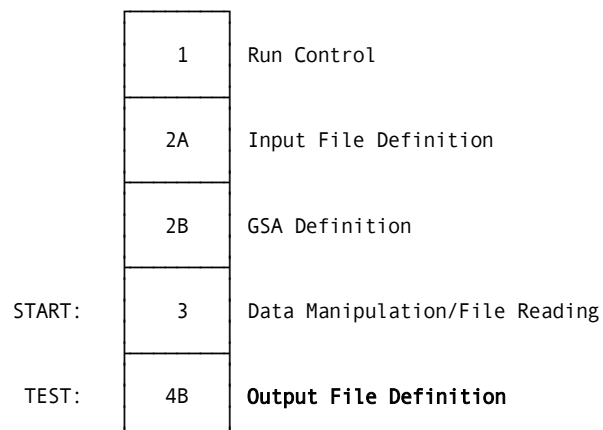 1 Run Control
2A Input File Definition
2B GSA Definition
START: 3 Data Manipulation/File Reading
TEST: 4B Output File Definition